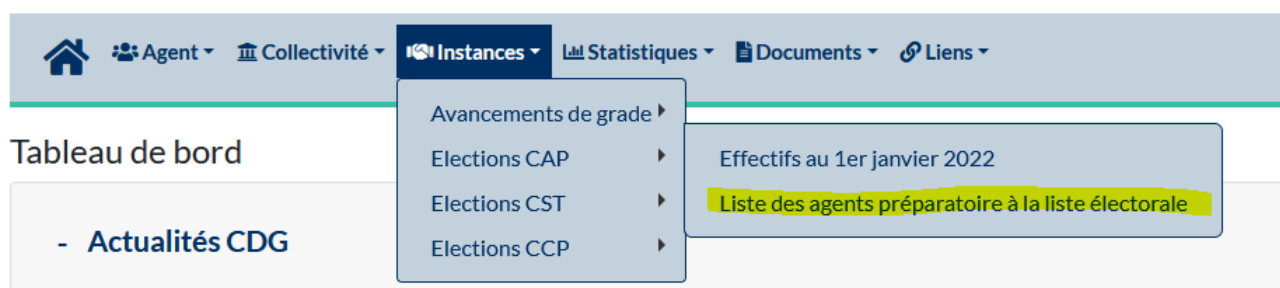 Agent Collectivité Instances Statistiques Documents Liens
Avancements de grade
Tableau de bord
Elections CAP
Effectifs au 1er janvier 2022
Elections CST
Liste des agents préparatoire à la liste électorale
- Actualités CDG
Elections CCP